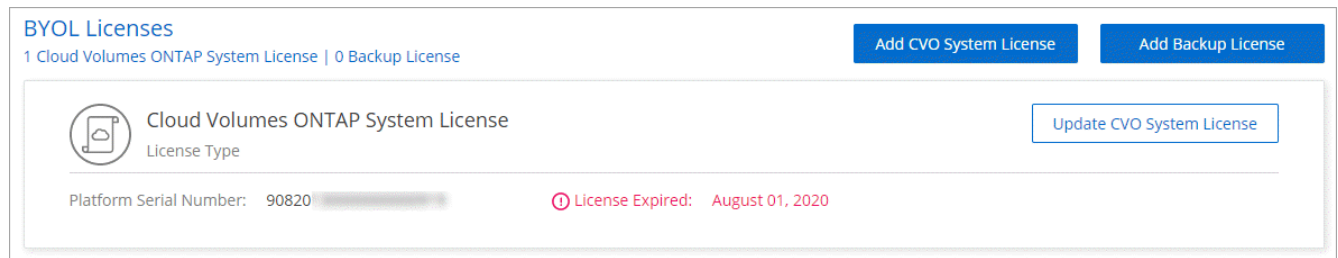 BYOL Licenses
1 Cloud Volumes ONTAP System License | 0 Backup License
Add CVO System License
Add Backup License
Cloud Volumes ONTAP System License
License Type
Update CVO System License
Platform Serial Number: 90820
License Expired: August 01, 2020